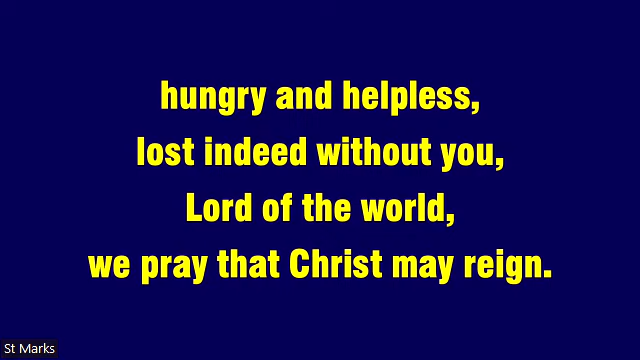 hungry and helpless,
lost indeed without you,
Lord of the world,
we pray that Christ may reign.
St Marks